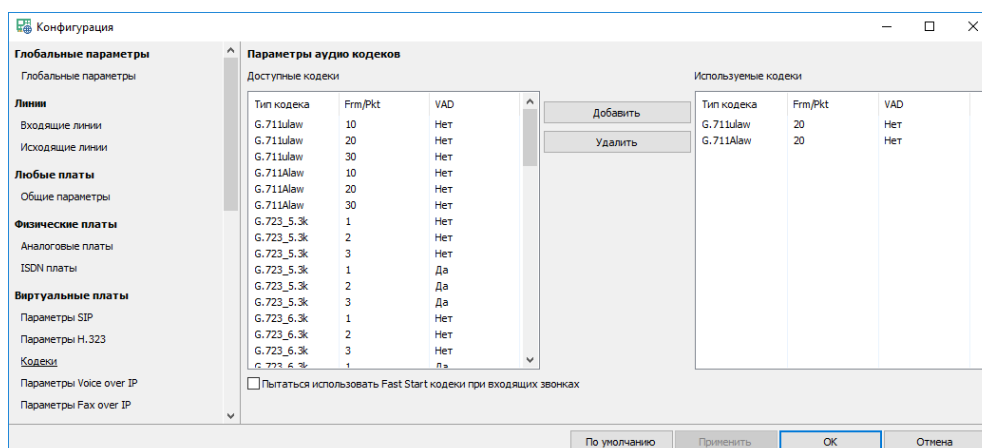 Конфигурация
Глобальные параметры
Глобальные параметры
Линии
Входящие линии
Исходящие линии
Любые платы
Общие параметры
Физические платы
Аналоговые платы
ISDN платы
Виртуальные платы
Параметры SIP
Параметры H.323
Кодеки
Параметры Voice over IP
Параметры Fax over IP
Параметры аудио кодеков
Доступные кодеки
Тип кодека Frm/Pkt VAD
G.711ulaw 10 Нет
G.711ulaw 20 Нет
G.711ulaw 30 Нет
G.711Alaw 10 Нет
G.711Alaw 20 Нет
G.711Alaw 30 Нет
G.723_5.3k 1 Нет
G.723_5.3k 2 Нет
G.723_5.3k 3 Нет
G.723_5.3k 1 Да
G.723_5.3k 2 Да
G.723_5.3k 3 Да
G.723_6.3k 1 Нет
G.723_6.3k 2 Нет
G.723_6.3k 3 Нет
G.723_6.3k 1 Да
Добавить
Удалить
Используемые кодеки
Тип кодека Frm/Pkt VAD
G.711ulaw 20 Нет
G.711Alaw 20 Нет
Пытаться использовать Fast Start кодеки при входящих звонках
По умолчанию Применить OK Отмена